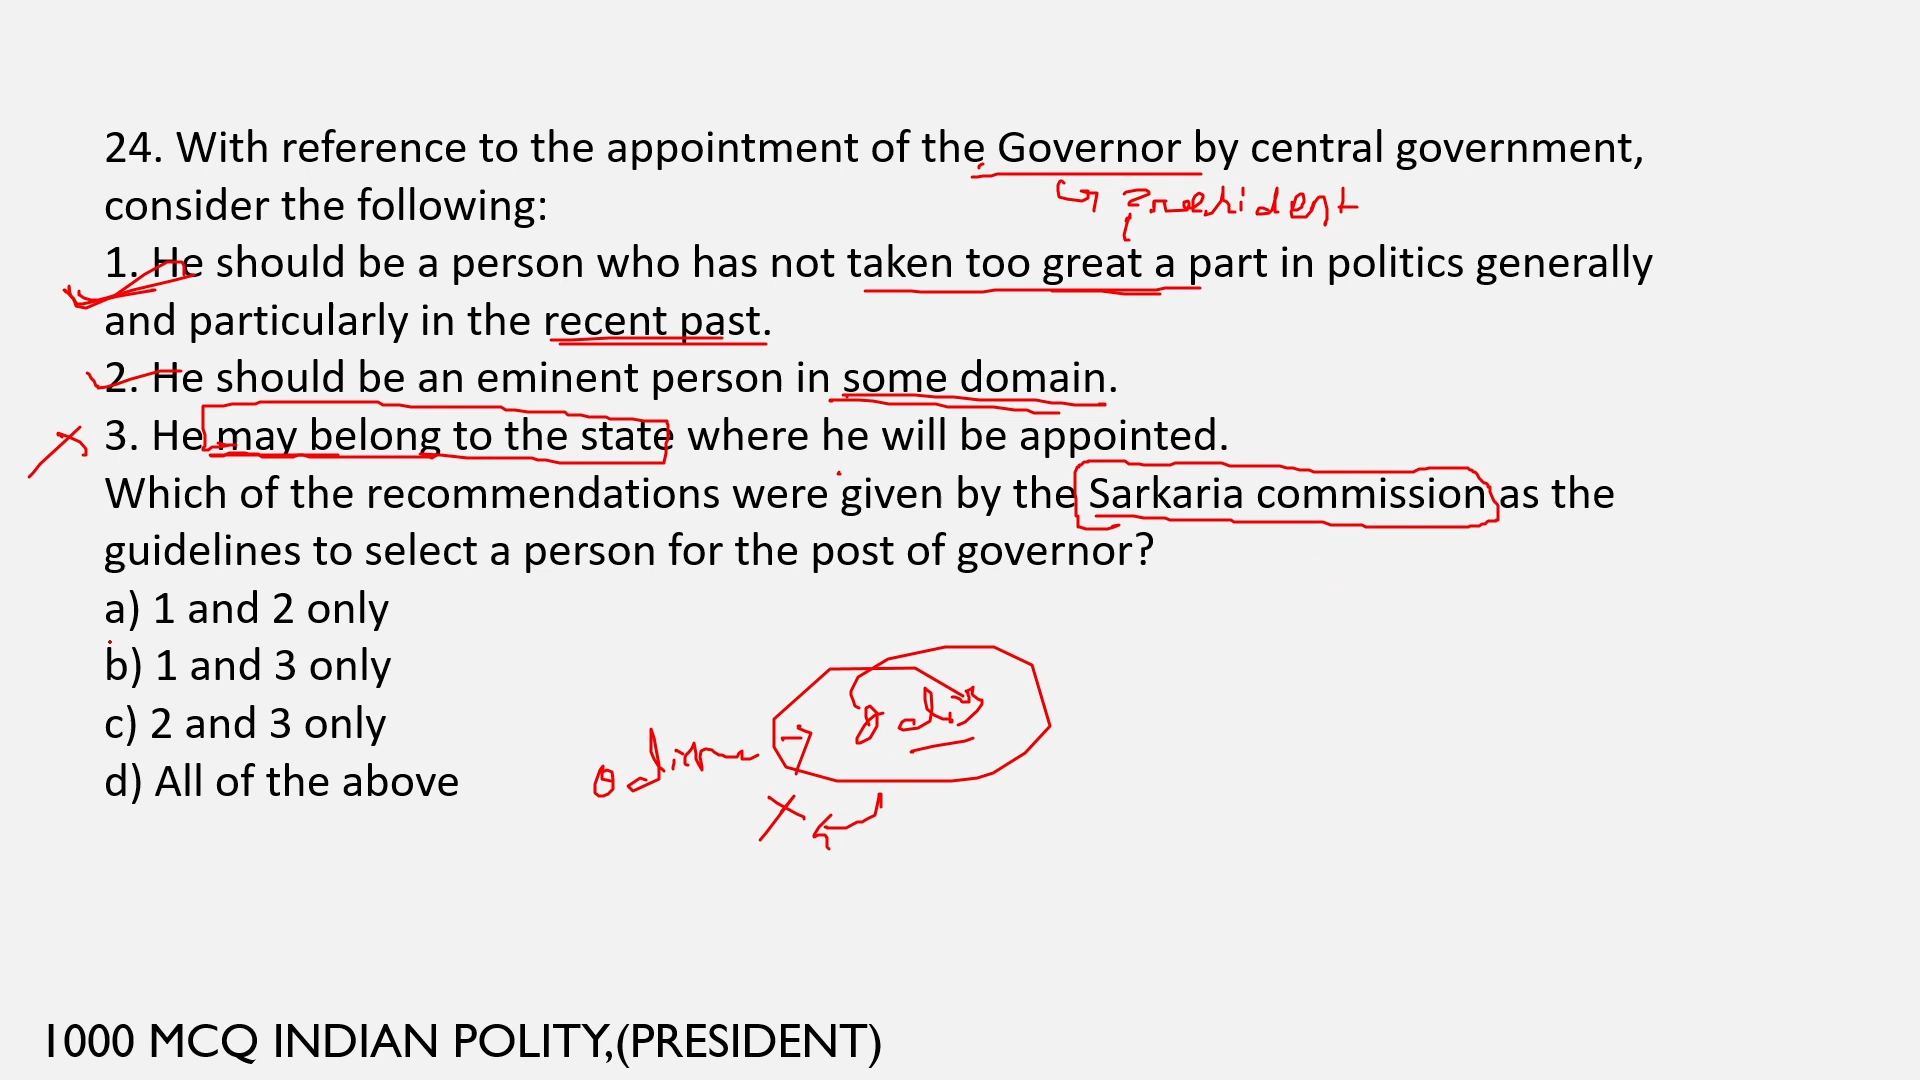 24. With reference to the appointment of the Governor by central government,
consider the following:
1. He should be a person who has not taken too great a part in politics generally
and particularly in the recent past.
2. He should be an eminent person in some domain.
3. He may belong to the state where he will be appointed.
Which of the recommendations were given by the Sarkaria commission as the
guidelines to select a person for the post of governor?
a) 1 and 2 only
b) 1 and 3 only
c) 2 and 3 only
d) All of the above
1000 MCQ INDIAN POLITY,(PRESIDENT)